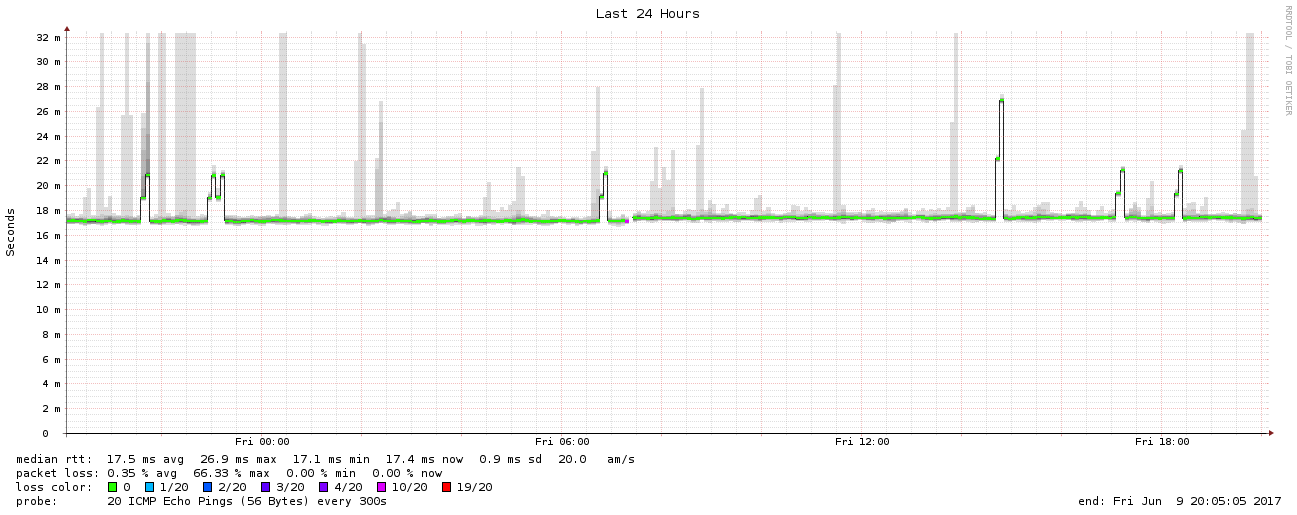 Last 24 Hours
RRDTOOL / TOBI OETIKER
Seconds
32 m
30 m
28 m
26 m
24 m
22 m
20 m
18 m
16 m
14 m
12 m
10 m
8 m
6 m
4 m
2 m
0
Fri 00:00 Fri 06:00 Fri 12:00 Fri 18:00
median rtt: 17.5 ms avg 26.9 ms max 17.1 ms min 17.4 ms now 0.9 ms sd 20.0 am/s
packet loss: 0.35 % avg 66.33 % max 0.00 % min 0.00 % now
loss color: 0 1/20 2/20 3/20 4/20 10/20 19/20
probe: 20 ICMP Echo Pings (56 Bytes) every 300s end: Fri Jun 9 20:05:05 2017